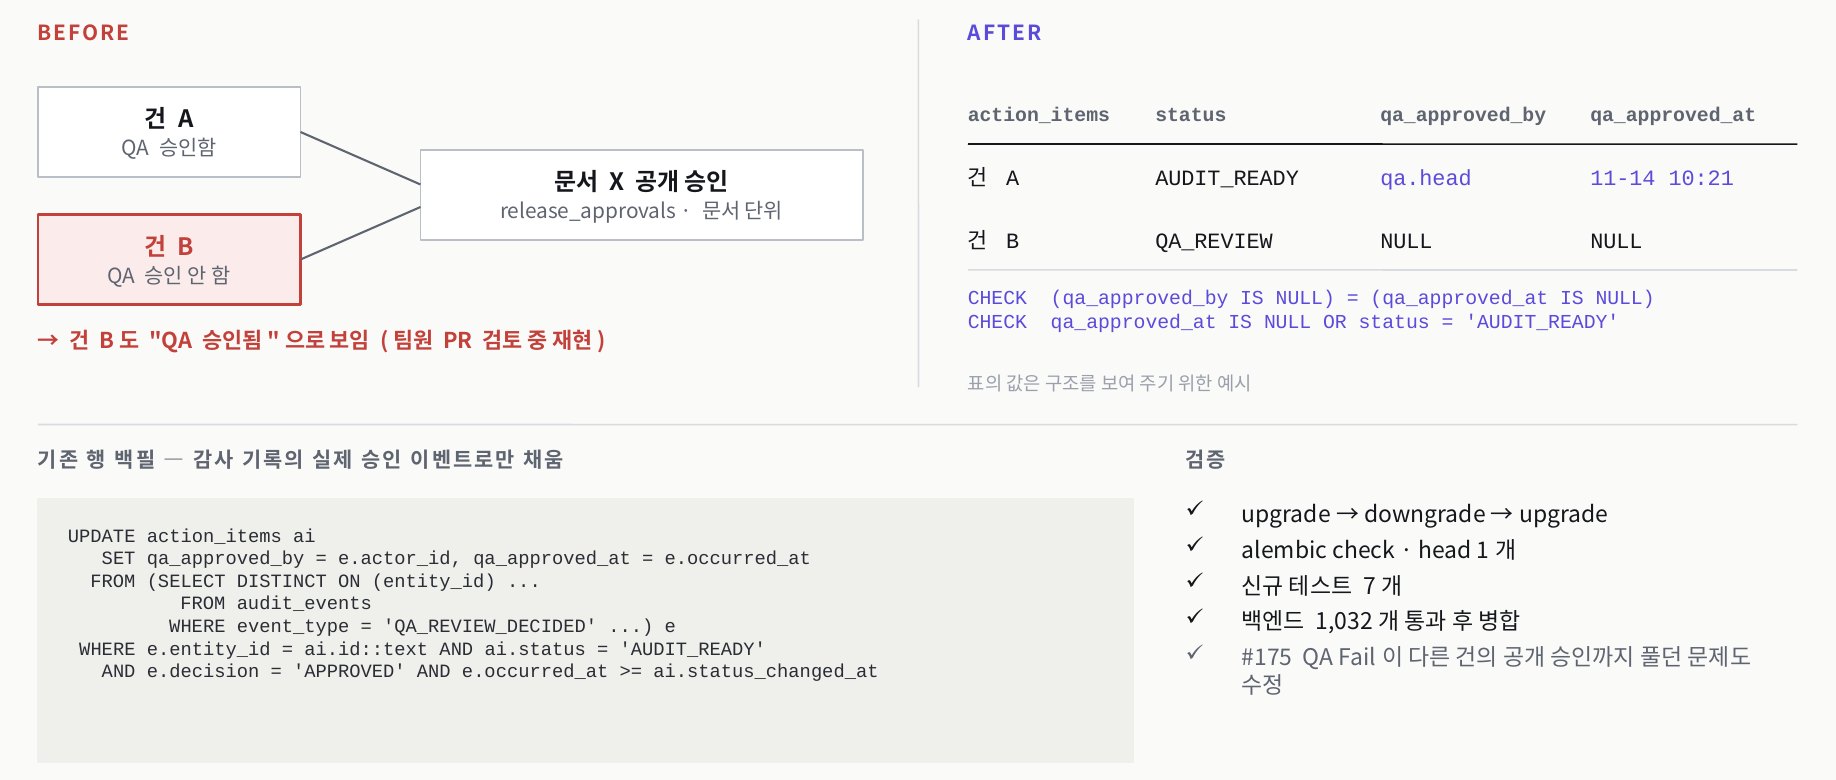 BEFORE
건 A
QA 승인함
건 B
QA 승인 안 함
문서 X 공개 승인
release_approvals · 문서 단위
→ 건 B도 "QA 승인됨"으로 보임 (팀원 PR 검토 중 재현)
AFTER
action_items status qa_approved_by qa_approved_at
건 A AUDIT_READY qa.head 11-14 10:21
건 B QA_REVIEW NULL NULL
CHECK (qa_approved_by IS NULL) = (qa_approved_at IS NULL)
CHECK qa_approved_at IS NULL OR status = 'AUDIT_READY'
표의 값은 구조를 보여 주기 위한 예시
기존 행 백필 — 감사 기록의 실제 승인 이벤트로만 채움
UPDATE action_items ai
SET qa_approved_by = e.actor_id, qa_approved_at = e.occurred_at
FROM (SELECT DISTINCT ON (entity_id) ...
FROM audit_events
WHERE event_type = 'QA_REVIEW_DECIDED' ...) e
WHERE e.entity_id = ai.id::text AND ai.status = 'AUDIT_READY'
AND e.decision = 'APPROVED' AND e.occurred_at >= ai.status_changed_at
검증
✓ upgrade → downgrade → upgrade
✓ alembic check · head 1개
✓ 신규 테스트 7개
✓ 백엔드 1,032개 통과 후 병합
✓ #175 QA Fail이 다른 건의 공개 승인까지 풀던 문제도
수정